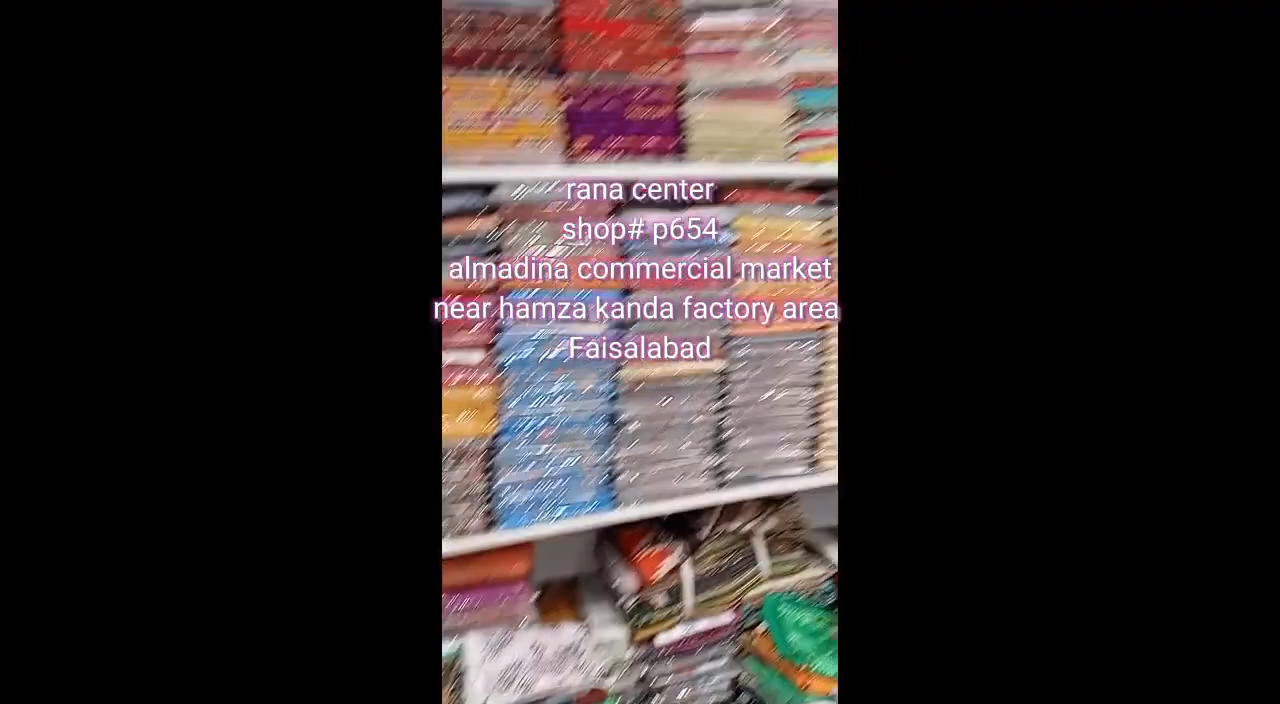 rana center
shop# p654
almadina commercial market
near hamza kanda factory area
Faisalabad